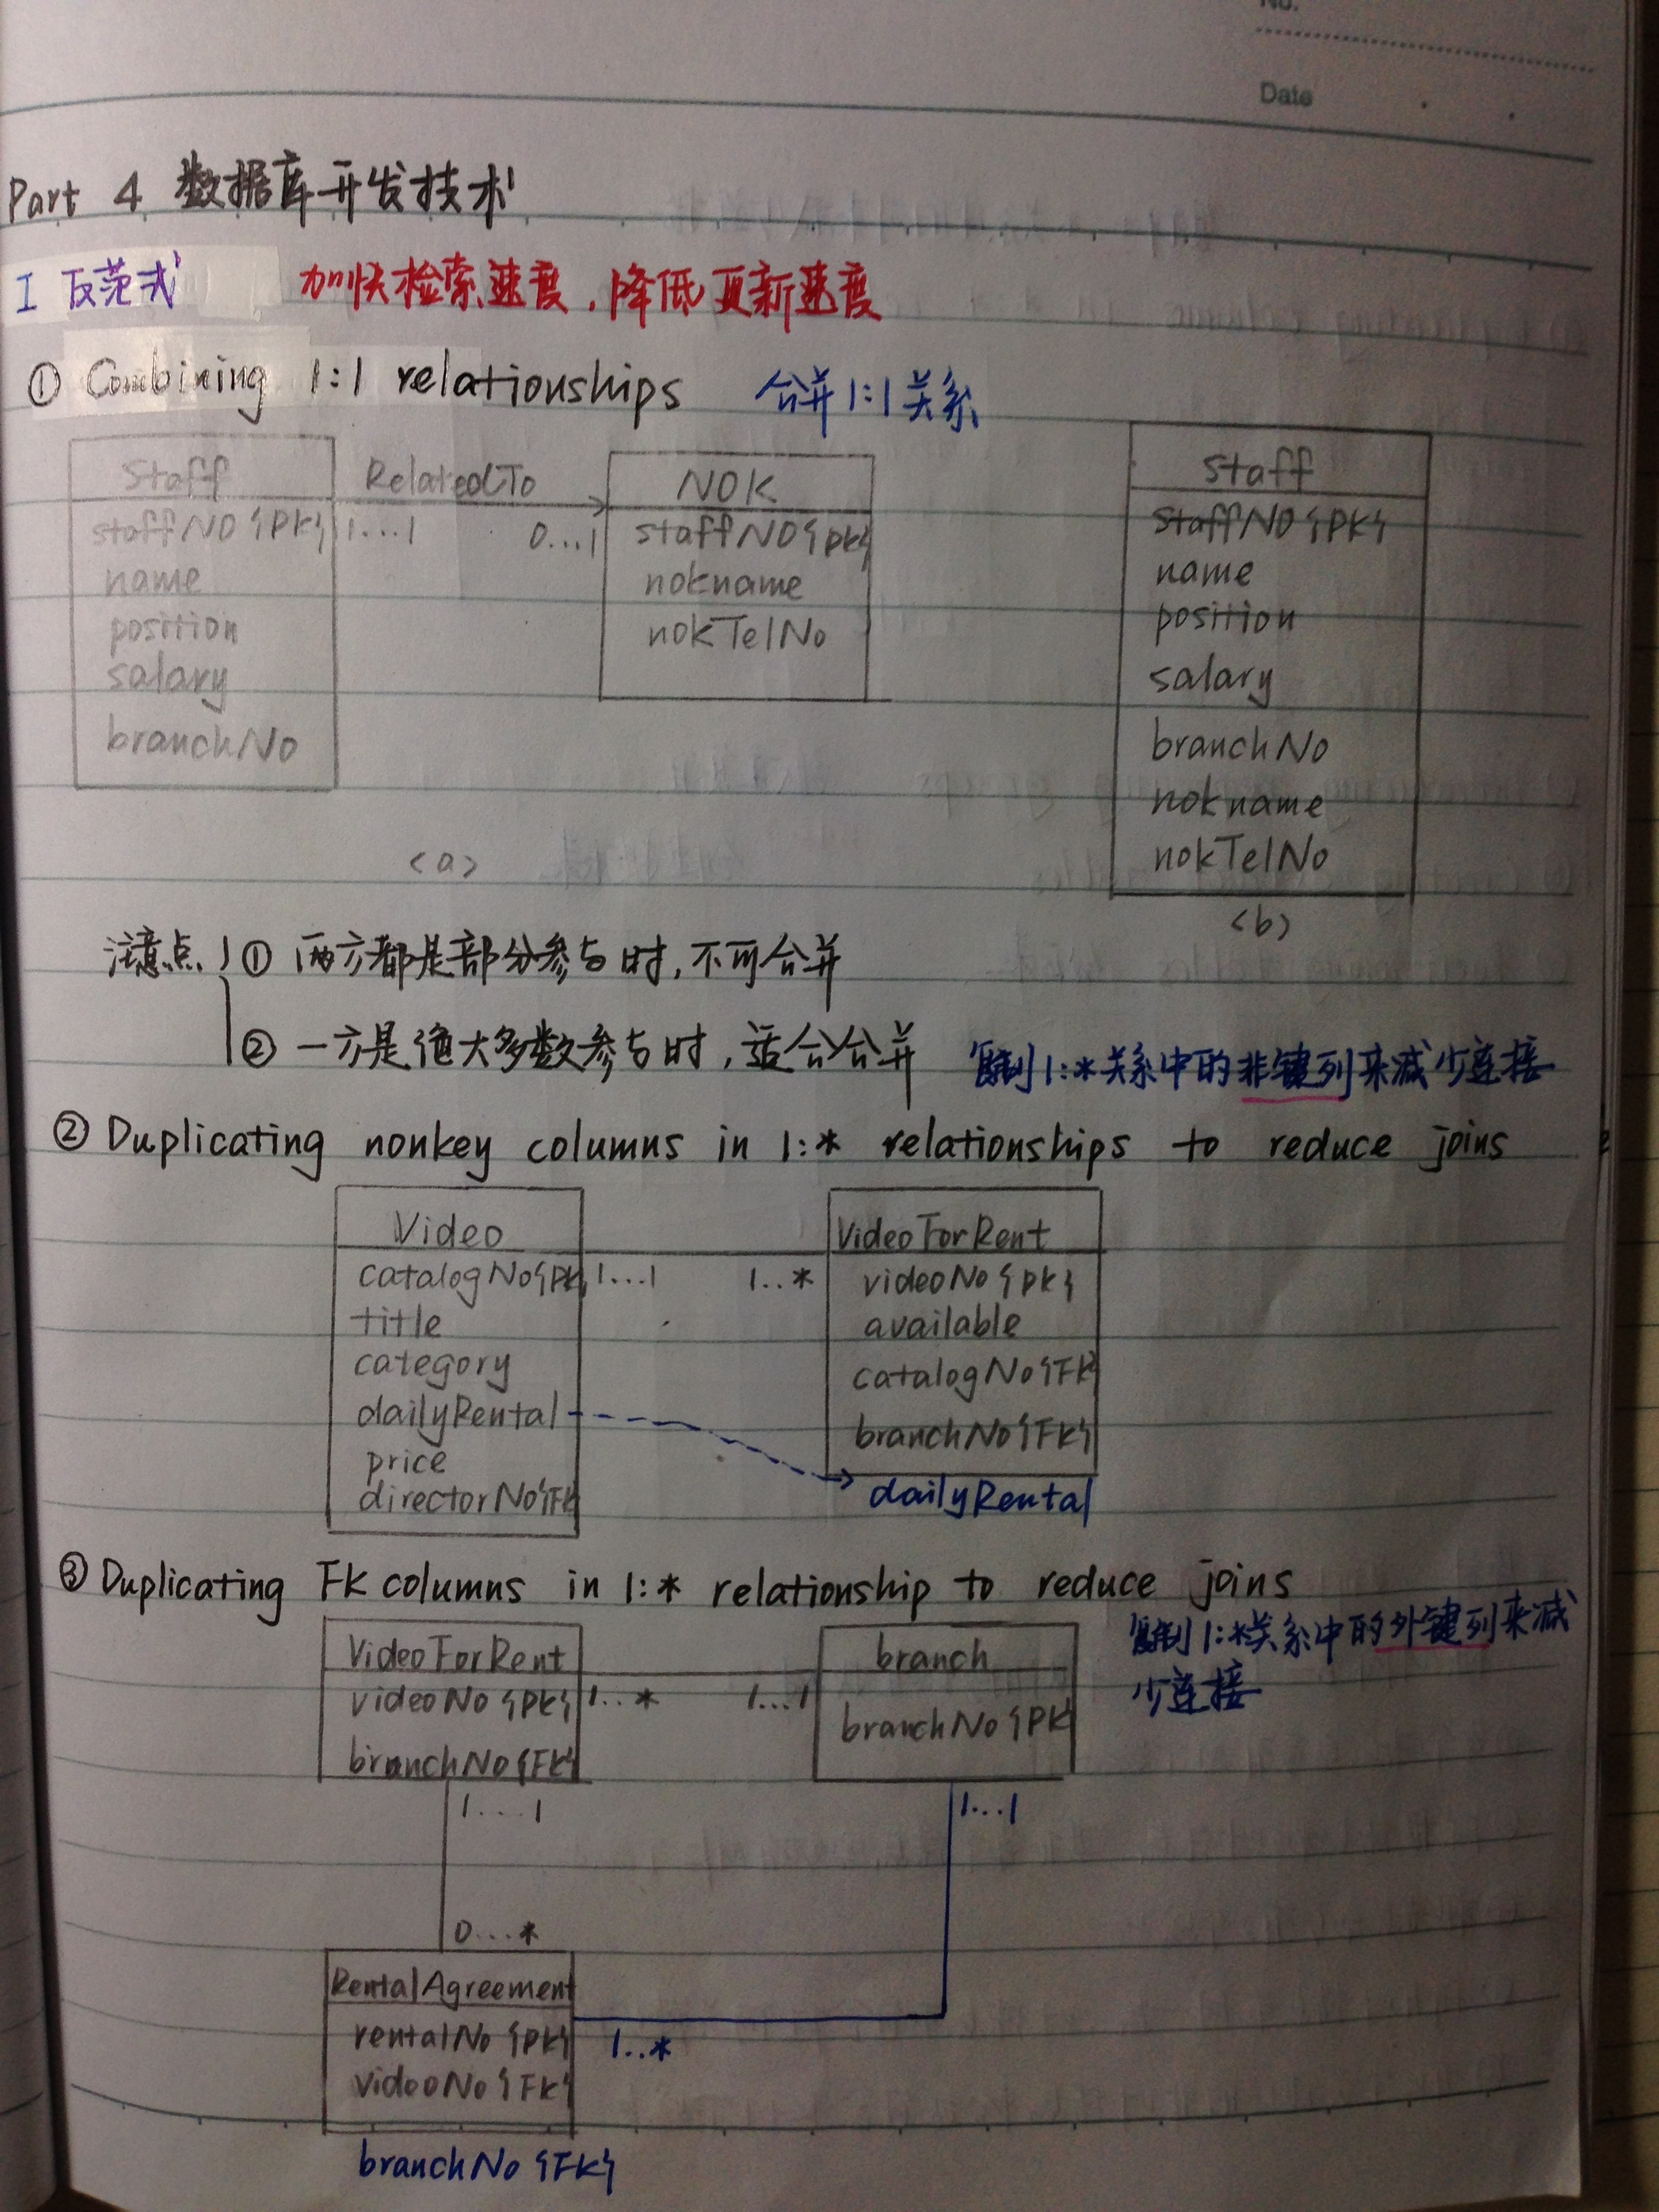 No.
Date
Part 4 数据库开发技术
I 反范式 加快检索速度,降低更新速度
① Combining 1:1 relationships 合并1:1关系
Staff
staffNO {PK}
name
position
salary
branchNo
RelatedTo
1...1 0...1
NOK
staffNO {PK}
nokname
nokTelNo
<a>
Staff
staffNO {PK}
name
position
salary
branchNo
nokname
nokTelNo
<b>
注意点 ① 两方都是部分参与时,不可合并
② 一方是绝大多数参与时,适合合并
复制1:*关系中的非键列来减少连接
② Duplicating nonkey columns in 1:* relationships to reduce joins
Video
catalogNo {PK
title
category
dailyRental
price
directorNo {FK
1...1 1..*
VideoForRent
videoNo {PK}
available
catalogNo {FK}
branchNo {FK}
dailyRental
③ Duplicating FK columns in 1:* relationship to reduce joins
复制1:*关系中的外键列来减
少连接
VideoForRent
videoNo {PK}
branchNo {FK}
1..* 1...1
branch
branchNo {PK
1....1
1...1
0...*
RentalAgreement
rentalNo {PK}
videoNo {FK}
branchNo {FK}
1..*